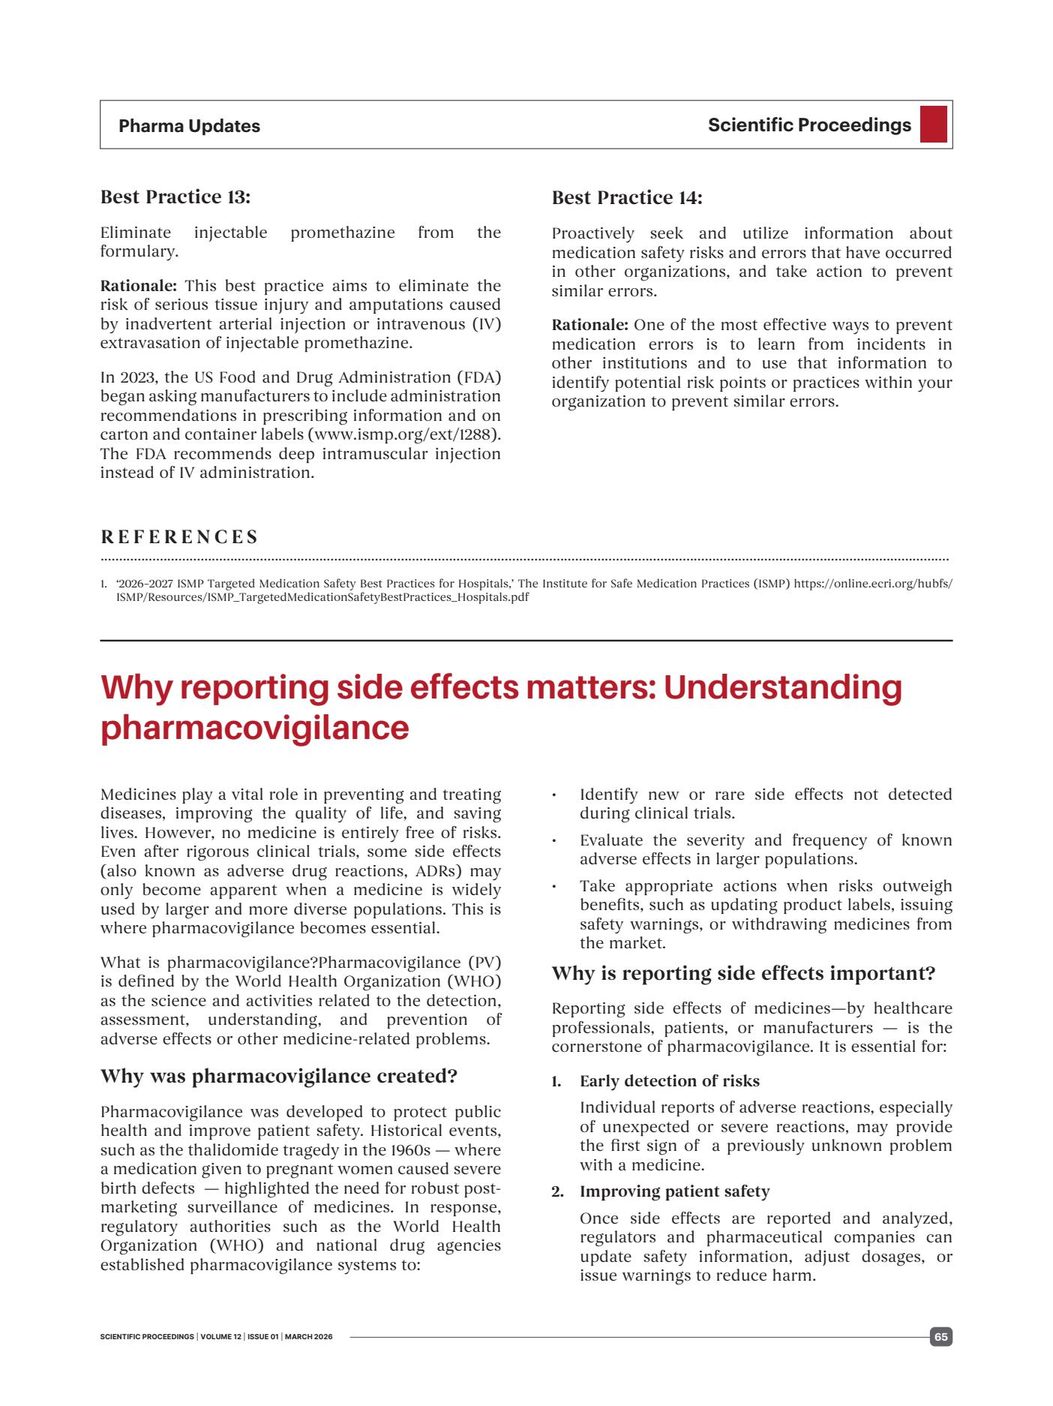 Pharma Updates
Scientific Proceedings
Best Practice 13:
Eliminate injectable promethazine from the
formulary.
Rationale: This best practice aims to eliminate the
risk of serious tissue injury and amputations caused
by inadvertent arterial injection or intravenous (IV)
extravasation of injectable promethazine.
In 2023, the US Food and Drug Administration (FDA)
began asking manufacturers to include administration
recommendations in prescribing information and on
carton and container labels (www.ismp.org/ext/1288).
The FDA recommends deep intramuscular injection
instead of IV administration.
Best Practice 14:
Proactively seek and utilize information about
medication safety risks and errors that have occurred
in other organizations, and take action to prevent
similar errors.
Rationale: One of the most effective ways to prevent
medication errors is to learn from incidents in
other institutions and to use that information to
identify potential risk points or practices within your
organization to prevent similar errors.
REFERENCES
1. '2026-2027 ISMP Targeted Medication Safety Best Practices for Hospitals,' The Institute for Safe Medication Practices (ISMP) https://online.ecri.org/hubfs/
ISMP/Resources/ISMP_TargetedMedicationSafetyBestPractices_Hospitals.pdf
Why reporting side effects matters: Understanding
pharmacovigilance
Medicines play a vital role in preventing and treating
diseases, improving the quality of life, and saving
lives. However, no medicine is entirely free of risks.
Even after rigorous clinical trials, some side effects
(also known as adverse drug reactions, ADRs) may
only become apparent when a medicine is widely
used by larger and more diverse populations. This is
where pharmacovigilance becomes essential.
What is pharmacovigilance?Pharmacovigilance (PV)
is defined by the World Health Organization (WHO)
as the science and activities related to the detection,
assessment, understanding, and prevention of
adverse effects or other medicine-related problems.
Why was pharmacovigilance created?
Pharmacovigilance was developed to protect public
health and improve patient safety. Historical events,
such as the thalidomide tragedy in the 1960s — where
a medication given to pregnant women caused severe
birth defects — highlighted the need for robust post-
marketing surveillance of medicines. In response,
regulatory authorities such as the World Health
Organization (WHO) and national drug agencies
established pharmacovigilance systems to:
• Identify new or rare side effects not detected
during clinical trials.
• Evaluate the severity and frequency of known
adverse effects in larger populations.
• Take appropriate actions when risks outweigh
benefits, such as updating product labels, issuing
safety warnings, or withdrawing medicines from
the market.
Why is reporting side effects important?
Reporting side effects of medicines—by healthcare
professionals, patients, or manufacturers — is the
cornerstone of pharmacovigilance. It is essential for:
1. Early detection of risks
Individual reports of adverse reactions, especially
of unexpected or severe reactions, may provide
the first sign of a previously unknown problem
with a medicine.
2. Improving patient safety
Once side effects are reported and analyzed,
regulators and pharmaceutical companies can
update safety information, adjust dosages, or
issue warnings to reduce harm.
SCIENTIFIC PROCEEDINGS | VOLUME 12 | ISSUE 01 | MARCH 2026
65